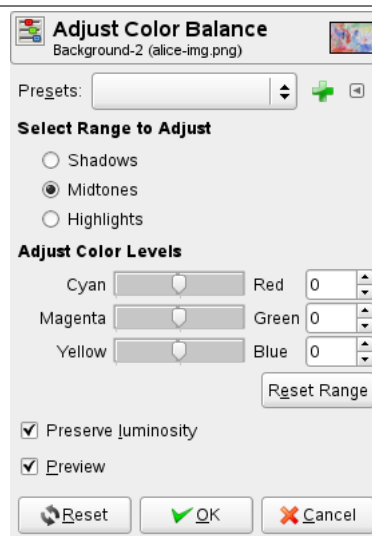 Adjust Color Balance
Background-2 (alice-img.png)
Presets:
Select Range to Adjust
Shadows
Midtones
Highlights
Adjust Color Levels
Cyan Red 0
Magenta Green 0
Yellow Blue 0
Reset Range
Preserve luminosity
Preview
Reset OK Cancel